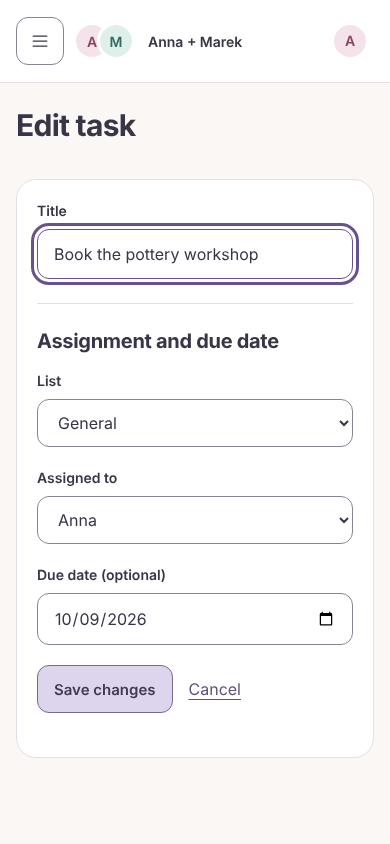 A M Anna + Marek A
Edit task
Title
Book the pottery workshop
Assignment and due date
List
General
Assigned to
Anna
Due date (optional)
10/09/2026
Save changes Cancel